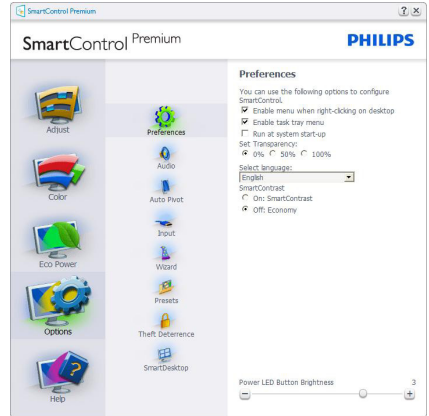 SmartControl Premium
SmartControl Premium
PHILIPS
Adjust
Color
Eco Power
Options
Help
Preferences
Audio
Auto Pivot
Input
Wizard
Presets
Theft Deterrence
SmartDesktop
Preferences
You can use the following options to configure
SmartControl.
Enable menu when right-clicking on desktop
Enable task tray menu
Run at system start-up
Set Transparency:
0% 50% 100%
Select language:
English
SmartContrast
On: SmartContrast
Off: Economy
Power LED Button Brightness 3